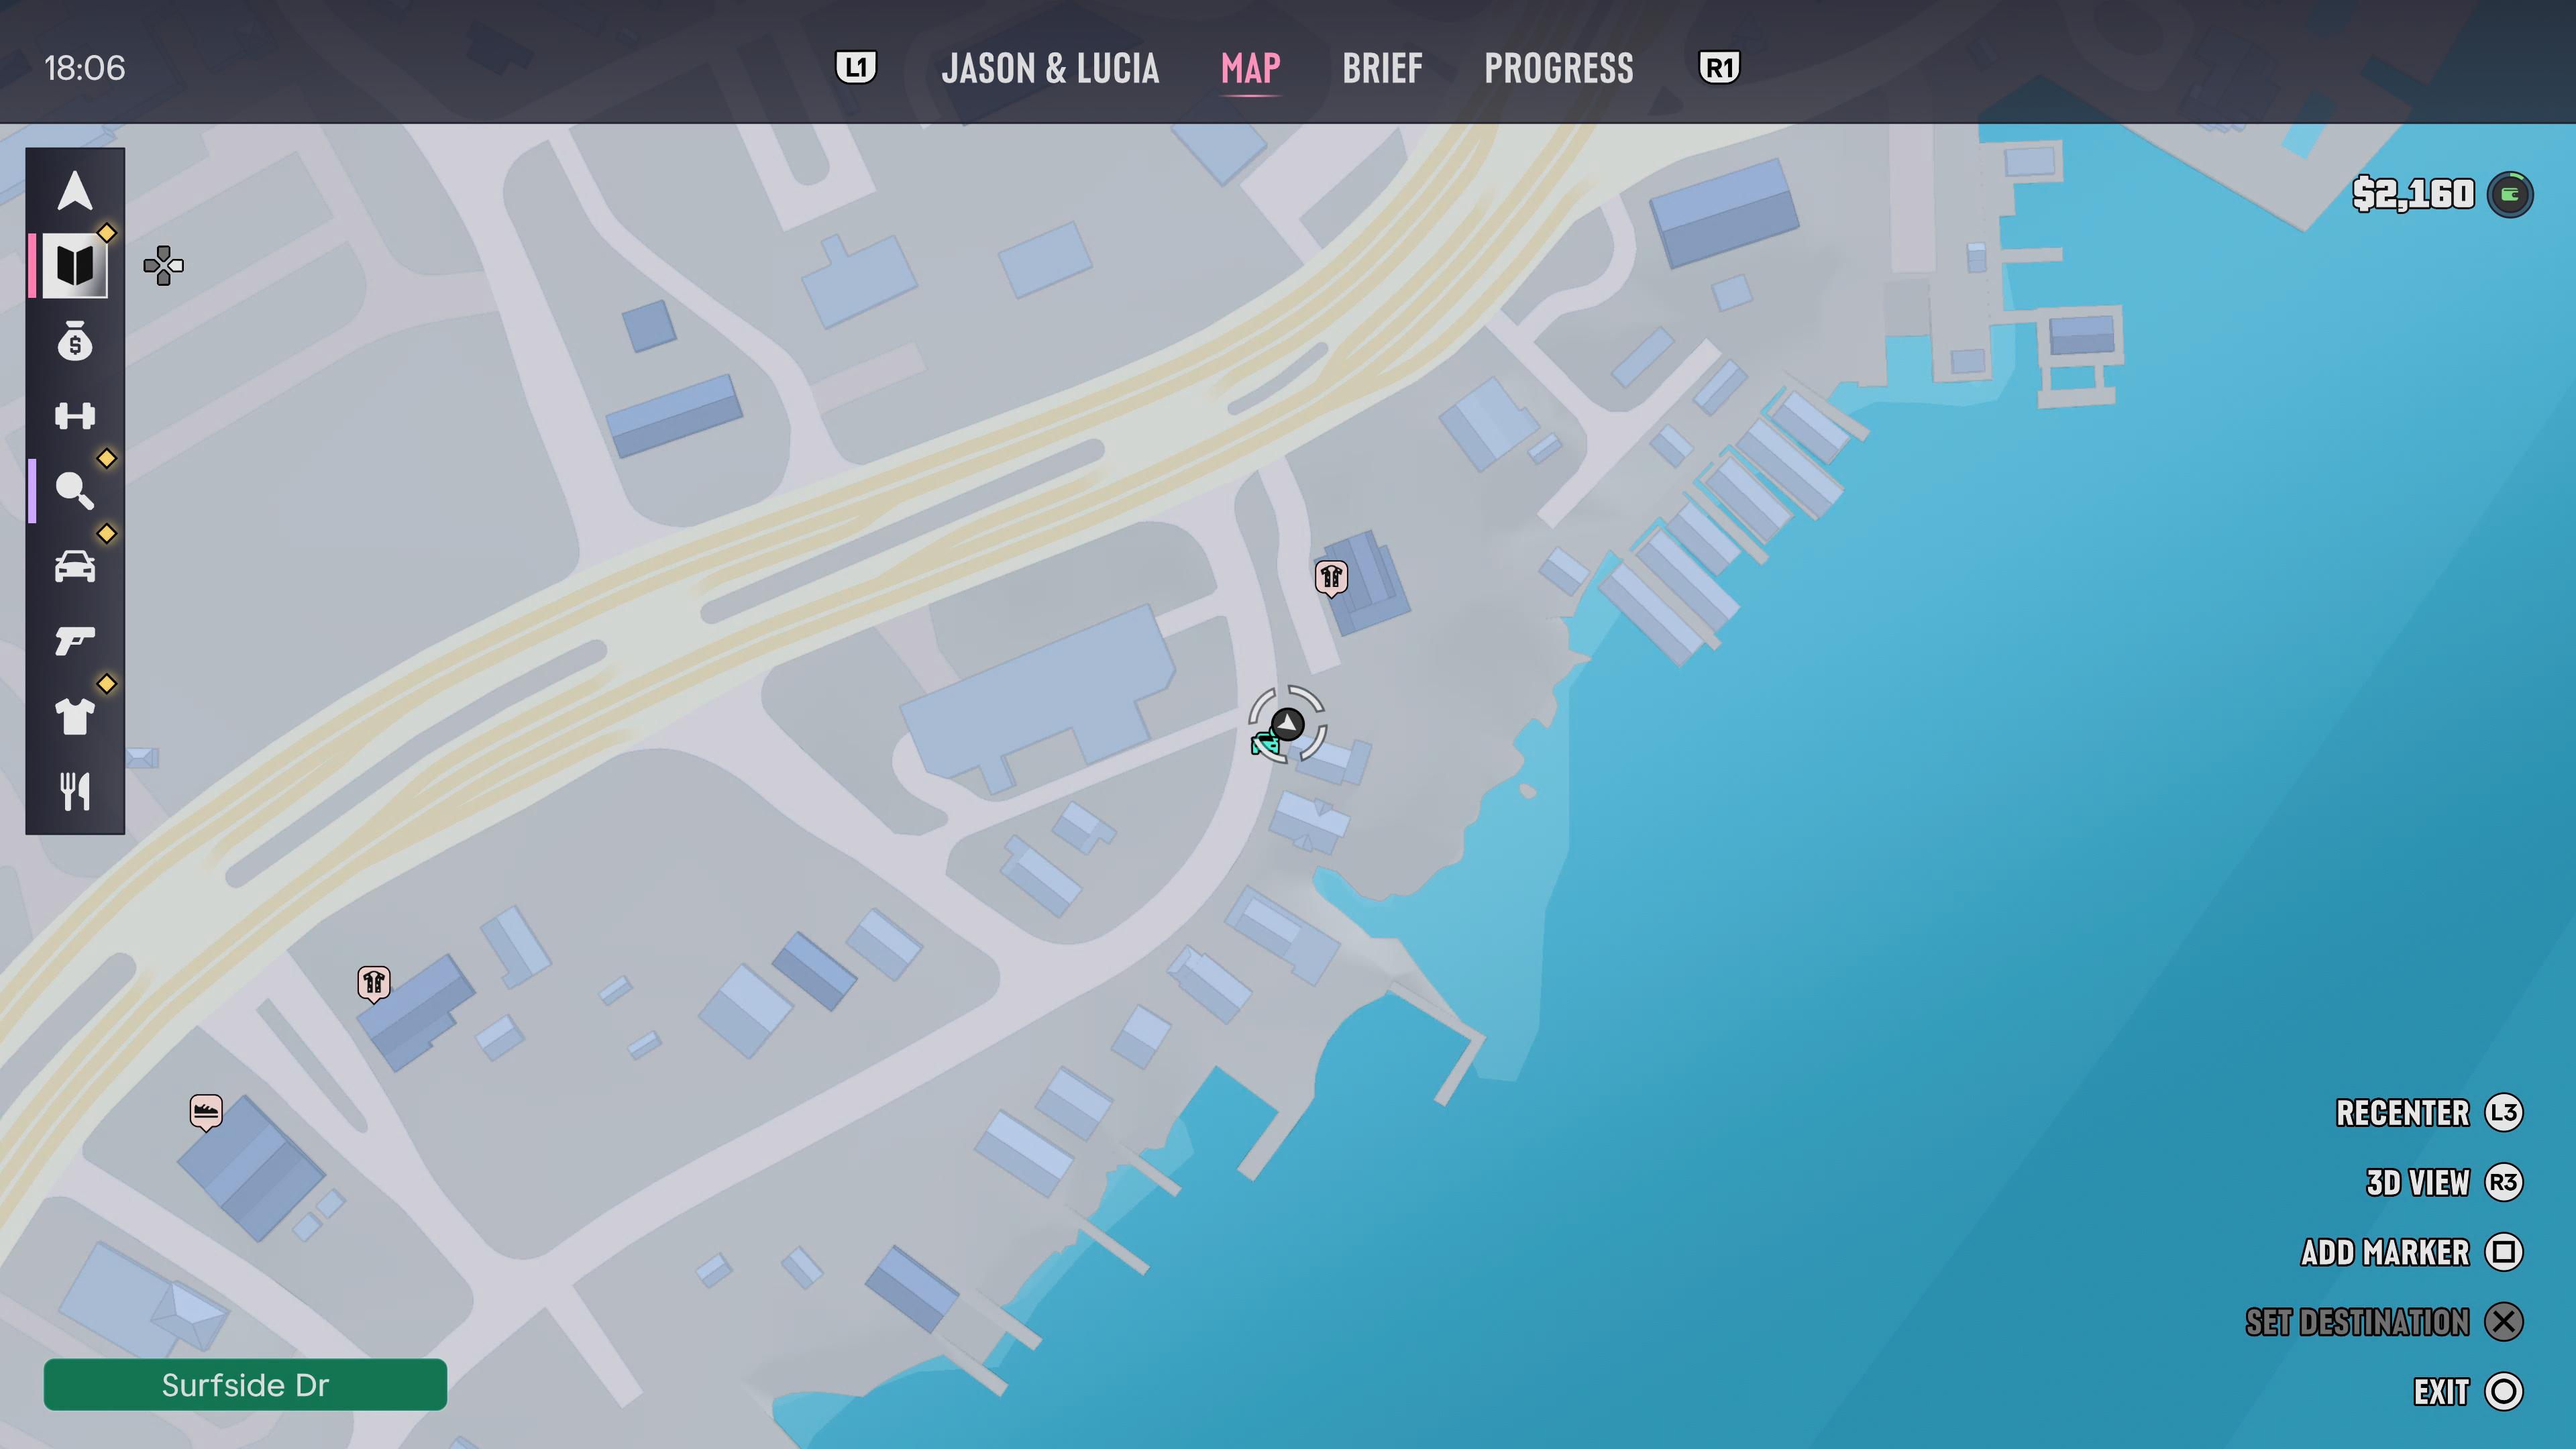 18:06
L1 JASON & LUCIA MAP BRIEF PROGRESS R1
$2,160
RECENTER L3
3D VIEW R3
ADD MARKER
SET DESTINATION
EXIT
Surfside Dr